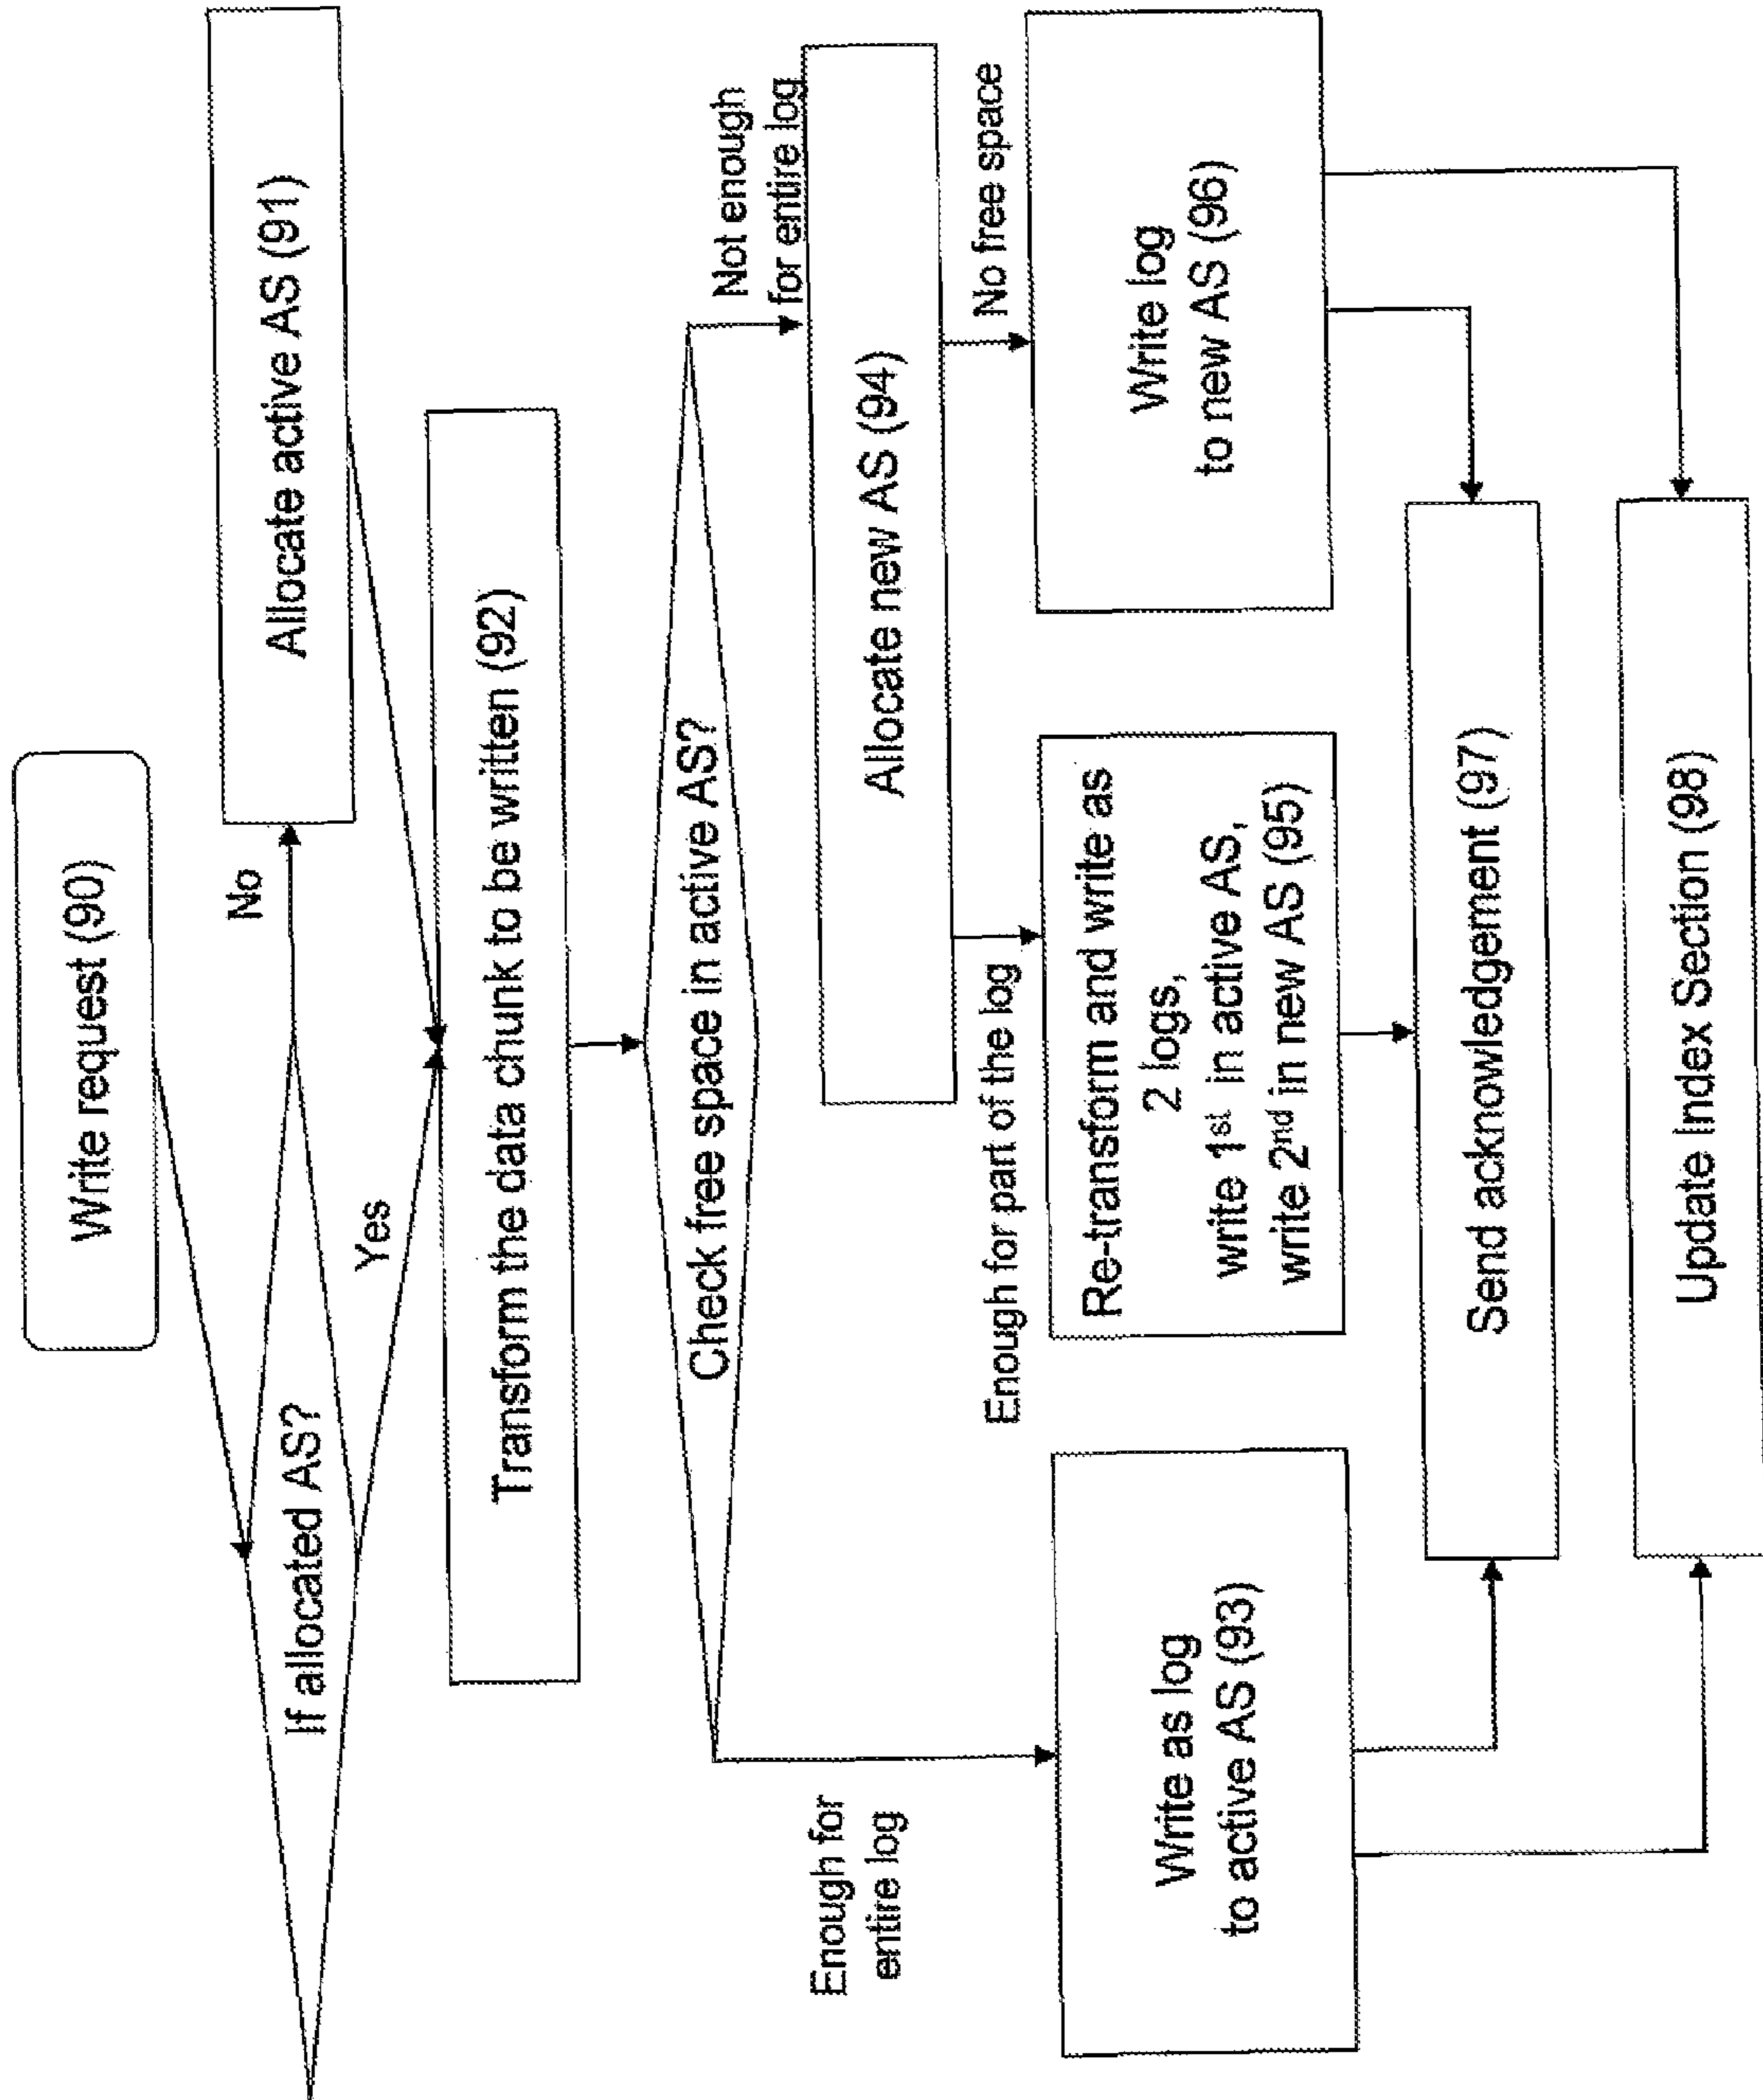 Write request (90)
If allocated AS?
No
Allocate active AS (91)
Yes
Transform the data chunk to be written (92)
Check free space in active AS?
Enough for
entire log
Not enough
for entire log
Allocate new AS (94)
Enough for part of the log
No free space
Write as log
to active AS (93)
Re-transform and write as
2 logs,
write 1st in active AS,
write 2nd in new AS (95)
Write log
to new AS (96)
Send acknowledgement (97)
Update Index Section (98)